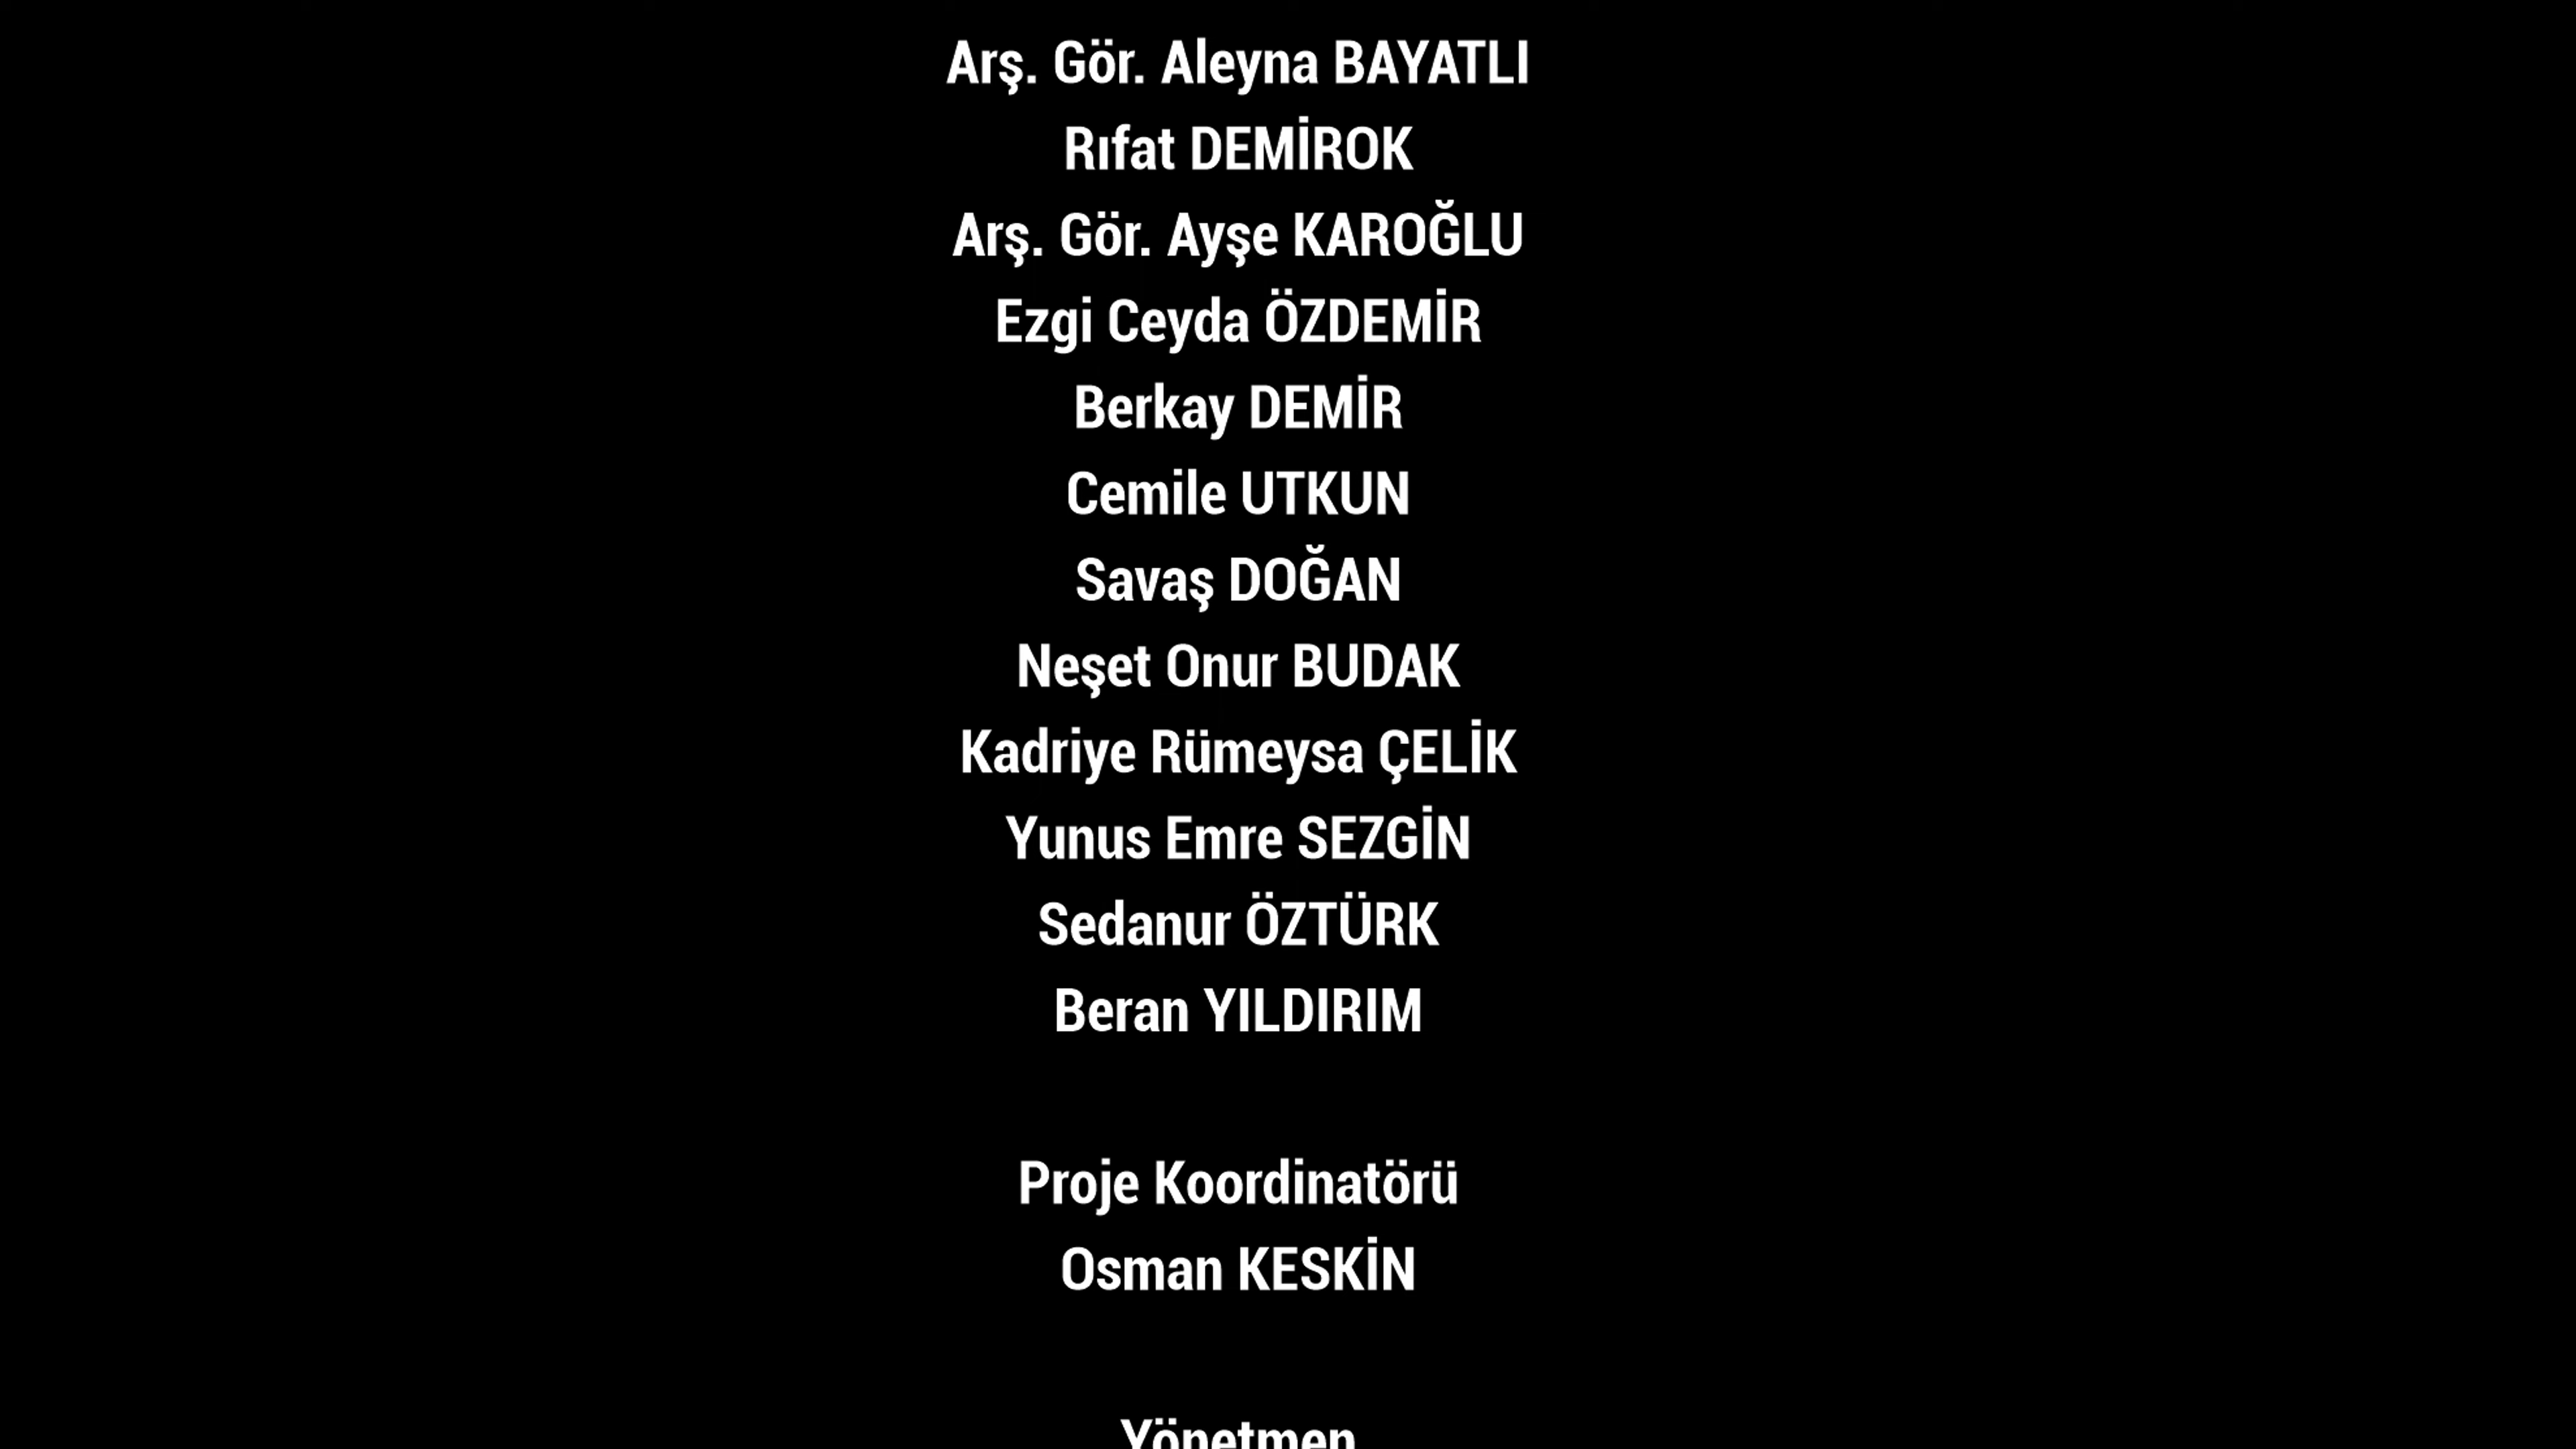 Arş. Gör. Aleyna BAYATLI
Rıfat DEMİROK
Arş. Gör. Ayşe KAROĞLU
Ezgi Ceyda ÖZDEMİR
Berkay DEMİR
Cemile UTKUN
Savaş DOĞAN
Neşet Onur BUDAK
Kadriye Rümeysa ÇELİK
Yunus Emre SEZGİN
Sedanur ÖZTÜRK
Beran YILDIRIM
Proje Koordinatörü
Osman KESKİN
Yönetmen